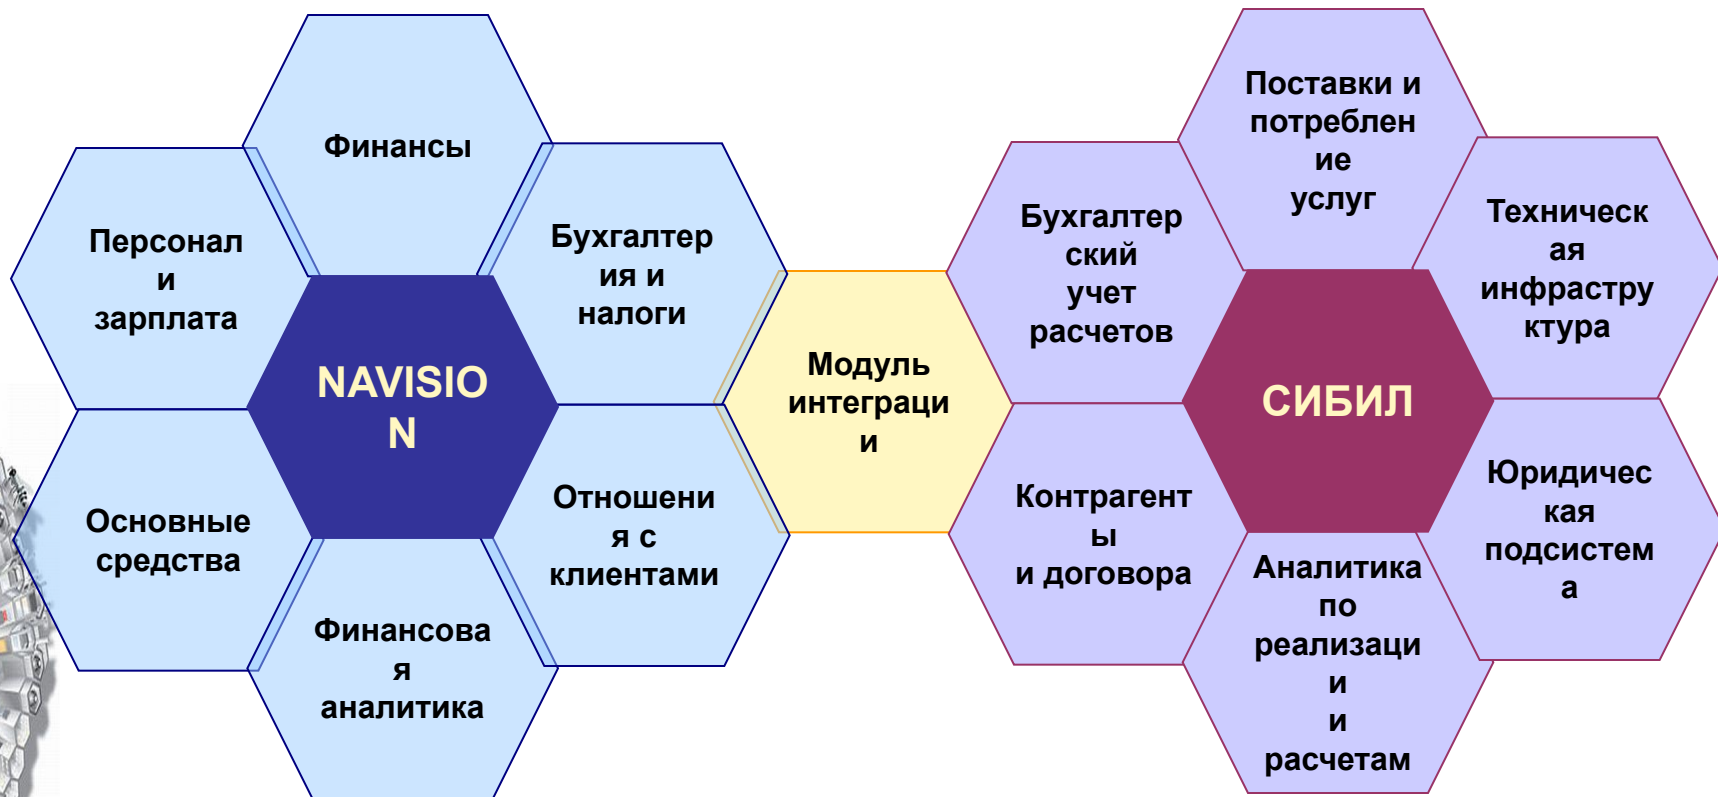 Финансы
Персонал
и
зарплата
Бухгалтер
ия и
налоги
NAVISIO
N
Основные
средства
Отношени
я с
клиентами
Финансова
я
аналитика
Модуль
интеграци
и
Поставки и
потреблен
ие
услуг
Бухгалтер
ский
учет
расчетов
Техническ
ая
инфрастру
ктура
СИБИЛ
Контрагент
ы
и договора
Юридичес
кая
подсистем
а
Аналитика
по
реализаци
и
и
расчетам